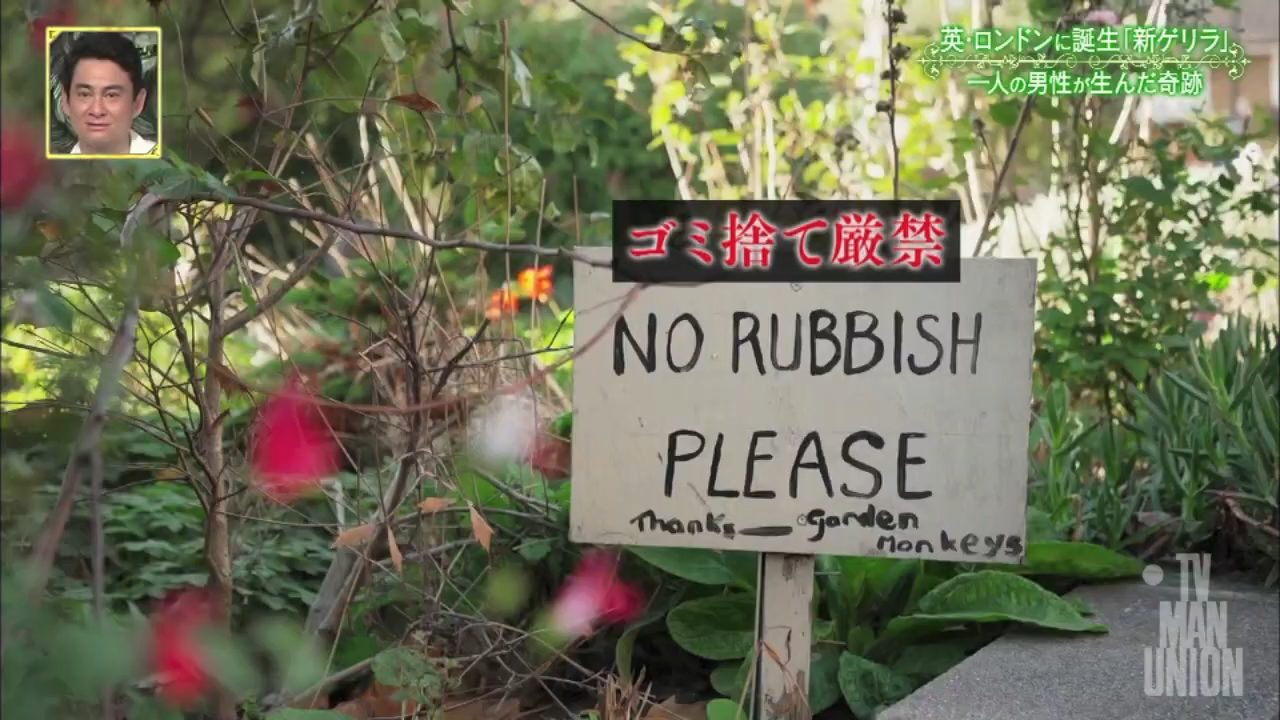 英・ロンドンに誕生「新ゲリラ」
一人の男性が生んだ奇跡
ゴミ捨て厳禁
NO RUBBISH
PLEASE
Thanks — Garden
Monkeys
TV
MAN
UNION